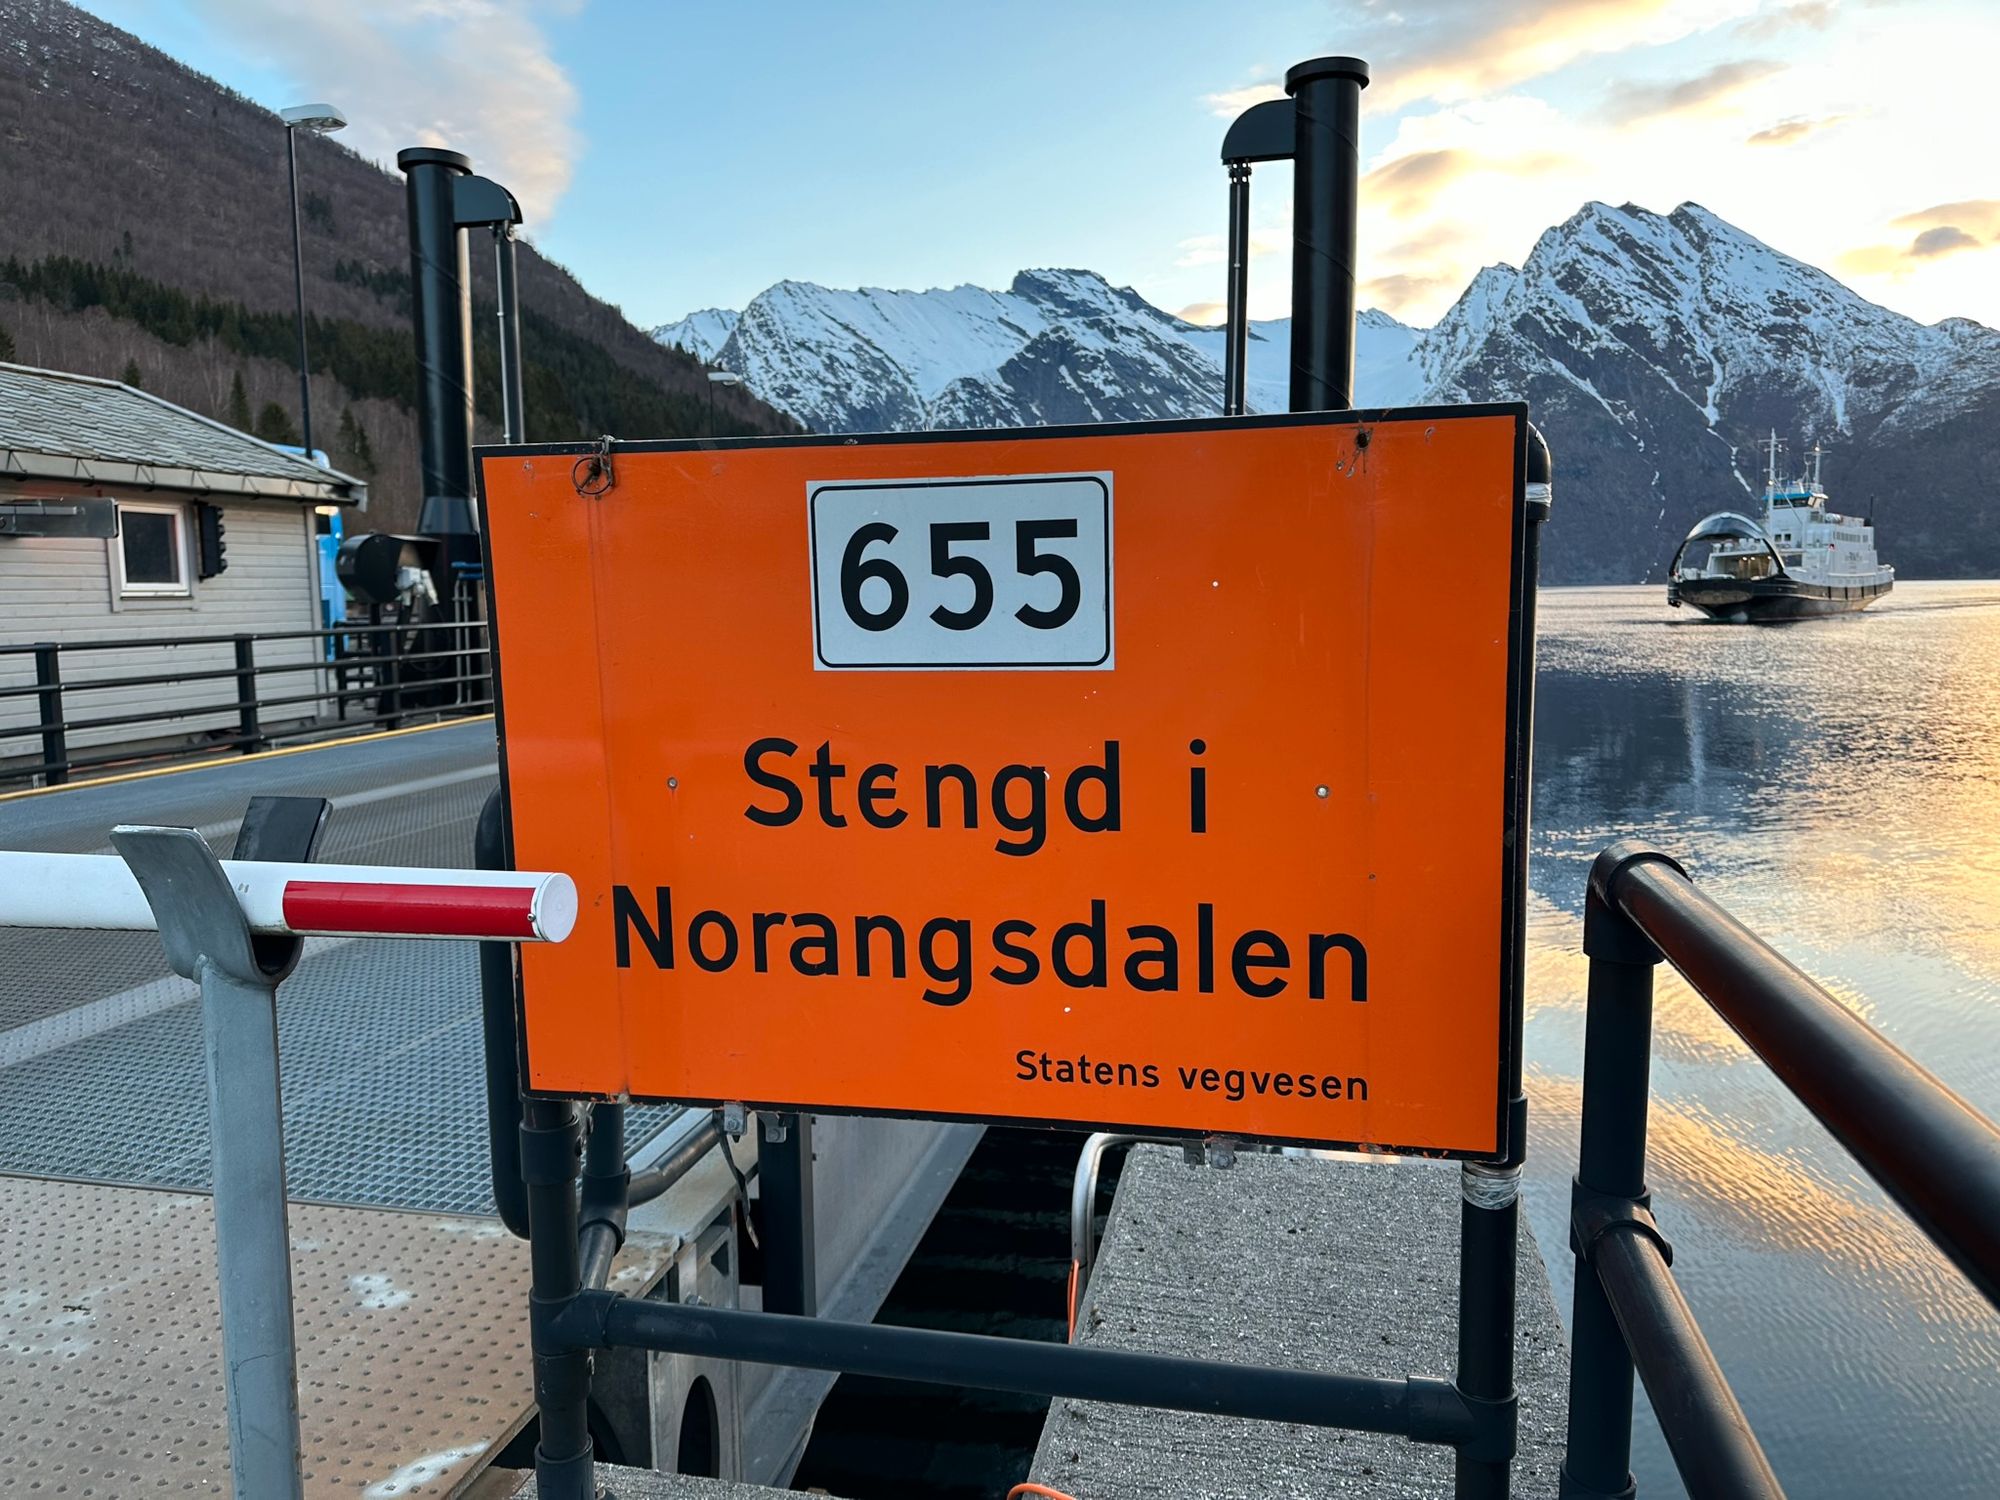 655
Stengd i
Norangsdalen
Statens vegvesen